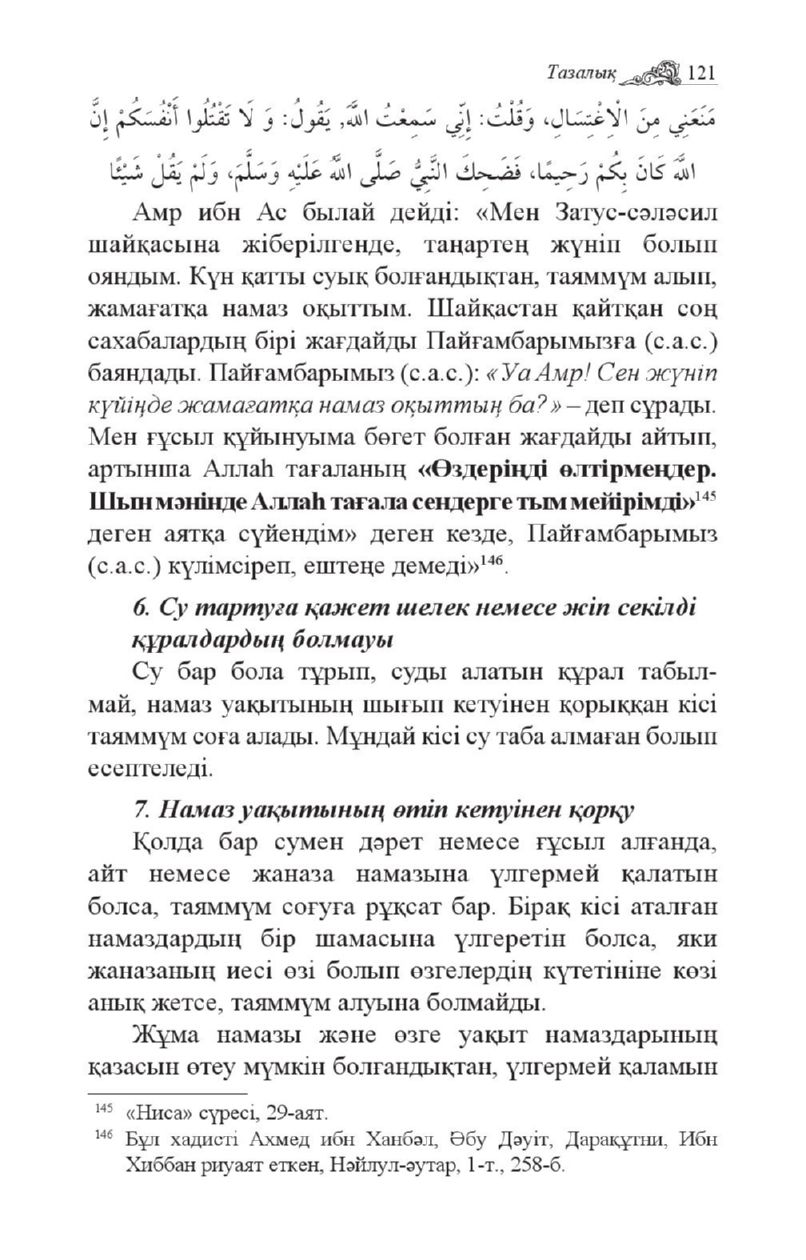 Тазалық 121
مَنَعَنِي مِنَ الْاِغْتِسَالِ، وَقُلْتُ: إِنِّي سَمِعْتُ اللهَ, يَقُولُ: وَ لَا تَقْتُلُوا أَنْفُسَكُمْ إِنَّ
اللهَ كَانَ بِكُمْ رَحِيمًا، فَضَحِكَ النَّبِيُّ صَلَّى اللهُ عَلَيْهِ وَسَلَّمَ، وَلَمْ يَقُلْ شَيْئًا
Амр ибн Ас былай дейді: «Мен Затус-сәләсил
шайқасына жіберілгенде, таңартең жүніп болып
ояндым. Күн қатты суық болғандықтан, таяммүм алып,
жамағатқа намаз оқыттым. Шайқастан қайтқан соң
сахабалардың бірі жағдайды Пайғамбарымызға (с.а.с.)
баяндады. Пайғамбарымыз (с.а.с.): «Уа Амр! Сен жүніп
күйіңде жамағатқа намаз оқыттың ба?» – деп сұрады.
Мен ғұсыл құйынуыма бөгет болған жағдайды айтып,
артынша Аллаһ тағаланың «Өздеріңді өлтірмеңдер.
Шын мәнінде Аллаһ тағала сендерге тым мейірімді»145
деген аятқа сүйендім» деген кезде, Пайғамбарымыз
(с.а.с.) күлімсіреп, ештеңе демеді»146.
6. Су тартуға қажет шелек немесе жіп секілді
құралдардың болмауы
Су бар бола тұрып, суды алатын құрал табыл-
май, намаз уақытының шығып кетуінен қорыққан кісі
таяммүм соға алады. Мұндай кісі су таба алмаған болып
есептеледі.
7. Намаз уақытының өтіп кетуінен қорқу
Қолда бар сумен дәрет немесе ғұсыл алғанда,
айт немесе жаназа намазына үлгермей қалатын
болса, таяммүм соғуға рұқсат бар. Бірақ кісі аталған
намаздардың бір шамасына үлгеретін болса, яки
жаназаның иесі өзі болып өзгелердің күтетініне көзі
анық жетсе, таяммүм алуына болмайды.
Жұма намазы және өзге уақыт намаздарының
қазасын өтеу мүмкін болғандықтан, үлгермей қаламын
145 «Ниса» сүресі, 29-аят.
146 Бұл хадисті Ахмед ибн Ханбәл, Әбу Дәуіт, Дарақұтни, Ибн
Хиббан риуаят еткен, Нәйлул-әутар, 1-т., 258-б.